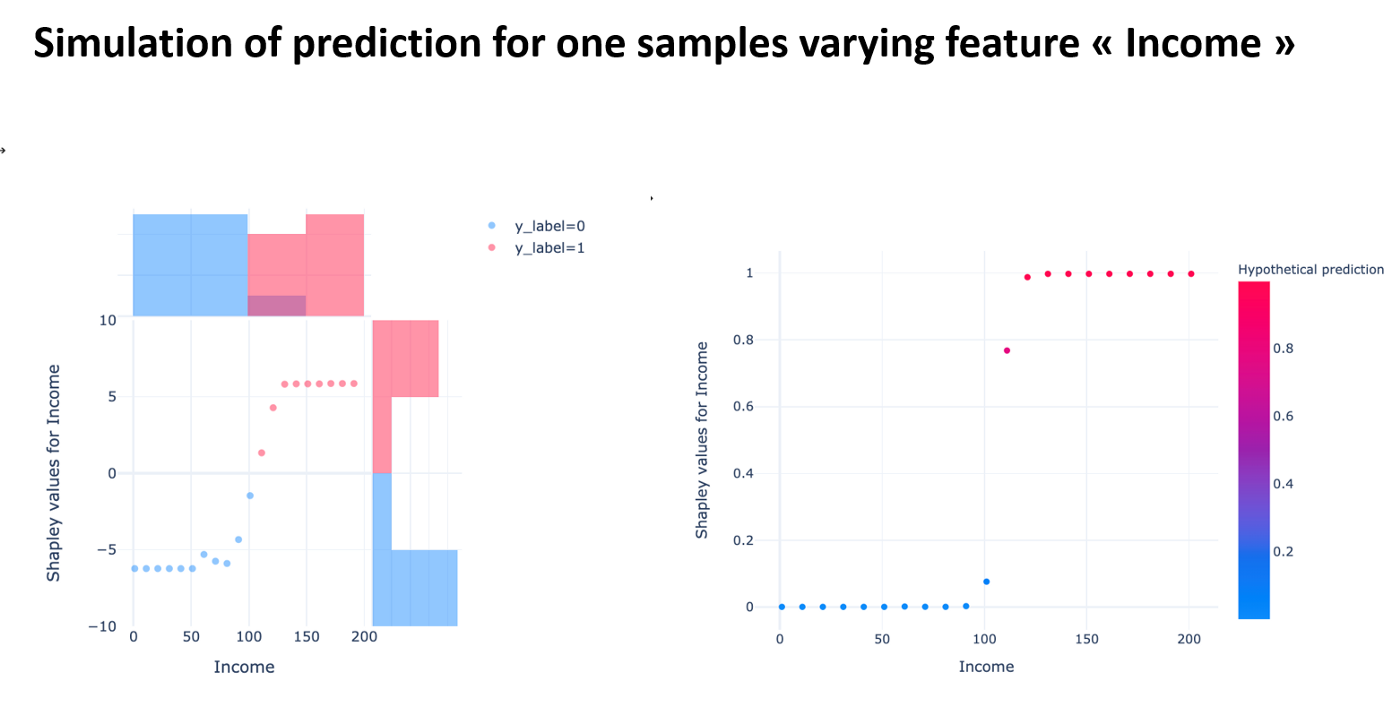 Simulation of prediction for one samples varying feature « Income »
y_label=0
y_label=1
10
5
0
−5
−10
Shapley values for Income
0 50 100 150 200
Income
Hypothetical prediction
1
0.8
0.6
0.4
0.2
0
Shapley values for Income
0 50 100 150 200
Income
0.8
0.6
0.4
0.2